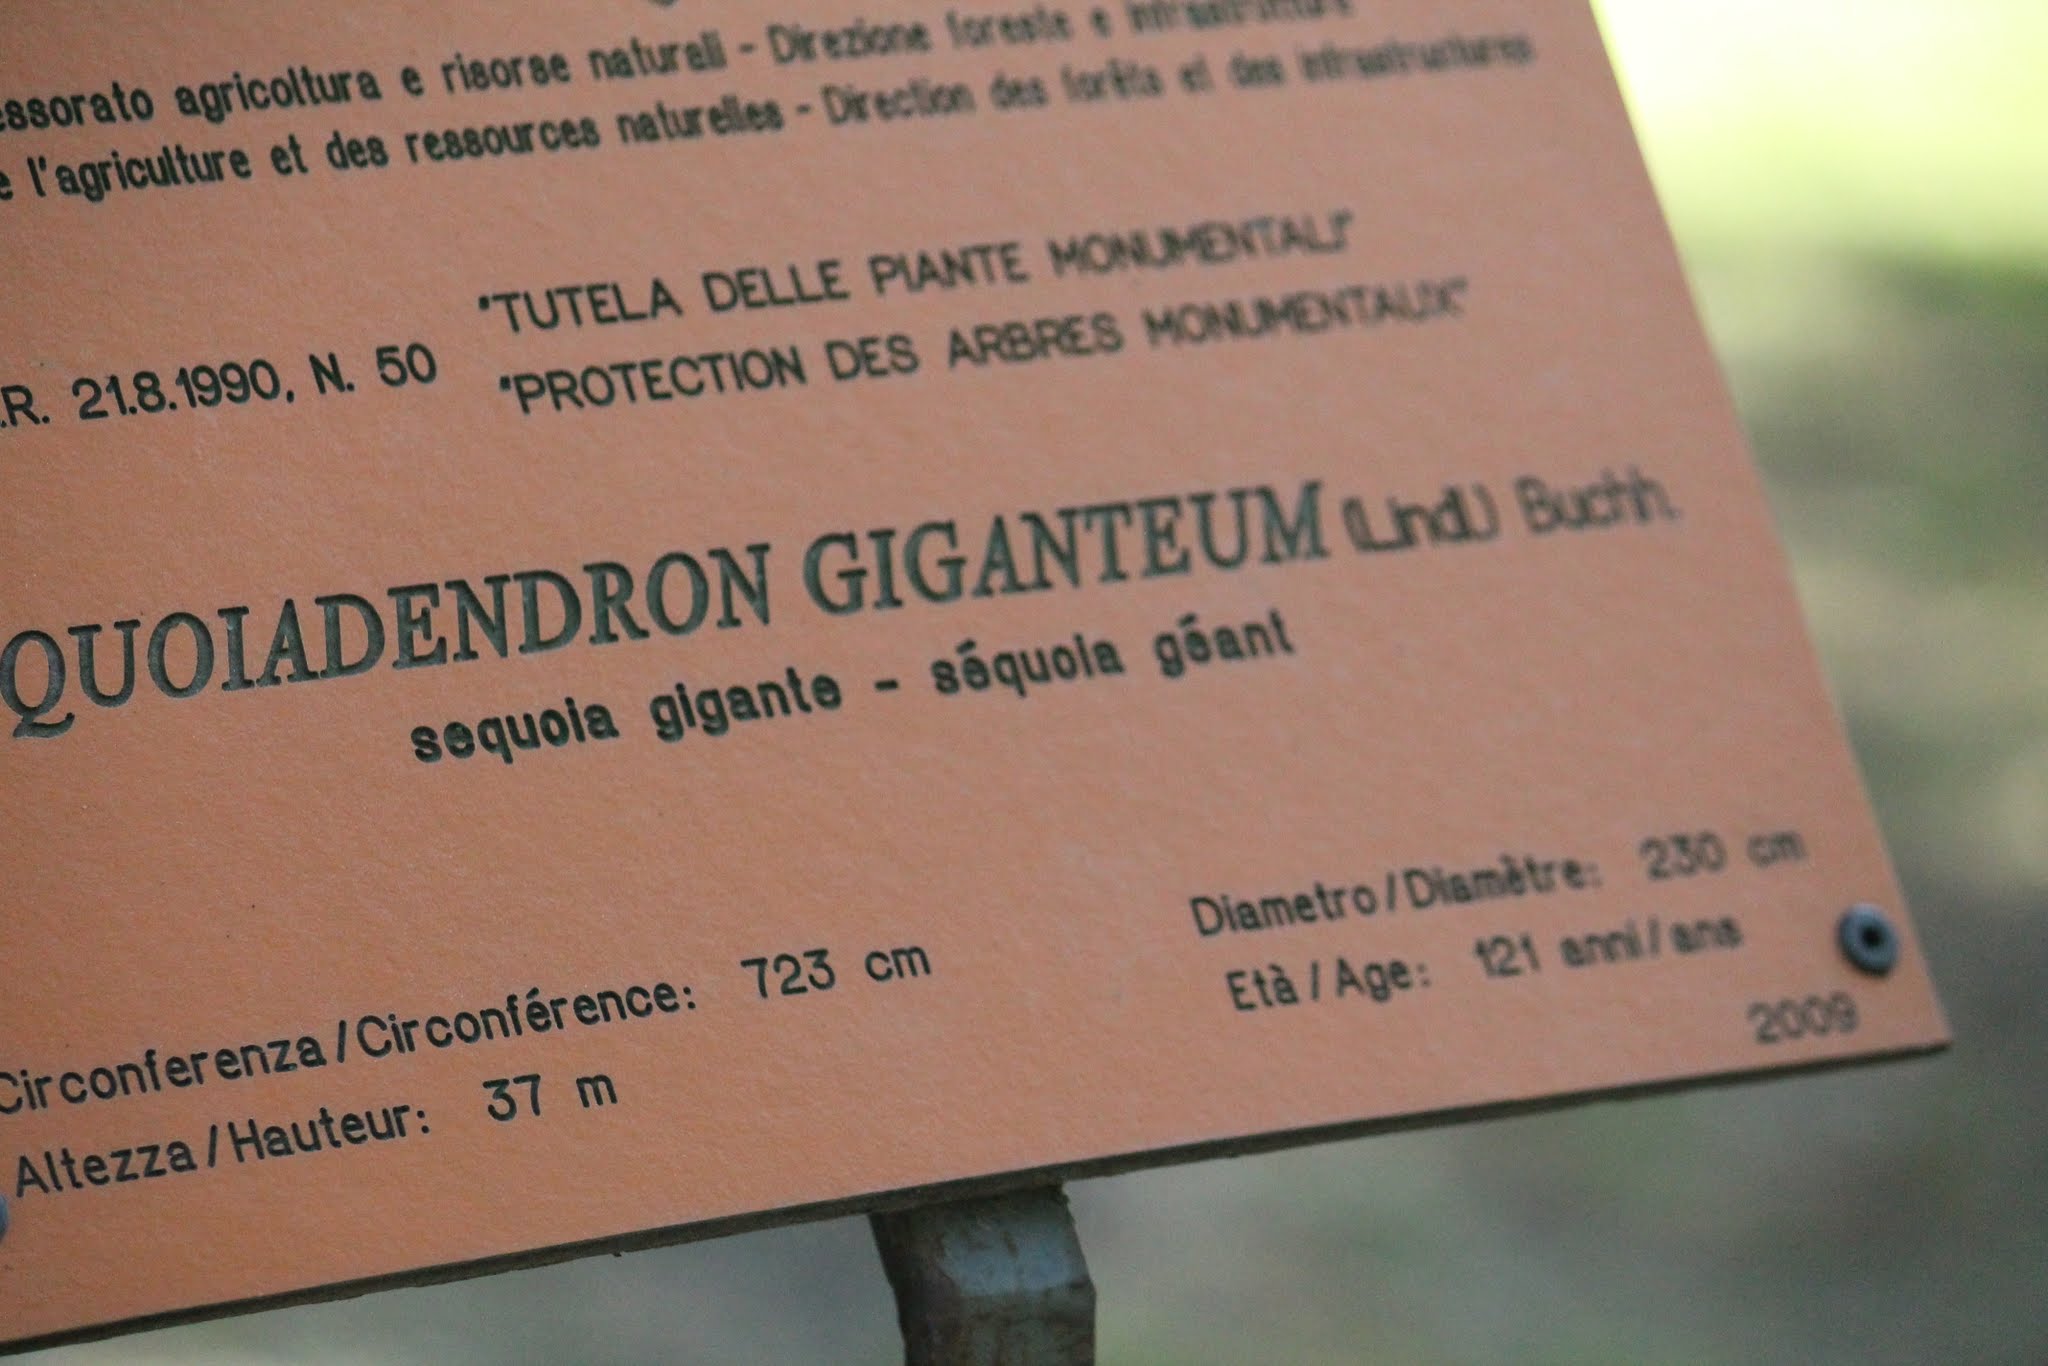 essorato agricoltura e risorse naturali - Direzione foreste e infrastrutture
e l'agriculture et des ressources naturelles - Direction des forêts et des infrastructures
"TUTELA DELLE PIANTE MONUMENTALI"
.R. 21.8.1990, N. 50
"PROTECTION DES ARBRES MONUMENTAUX"
QUOIADENDRON GIGANTEUM (Lindl.) Buchh.
sequoia gigante - séquoia géant
Circonferenza/Circonférence: 723 cm
Diametro/Diamètre: 230 cm
Altezza/Hauteur: 37 m
Età/Age: 121 anni/ans
2009